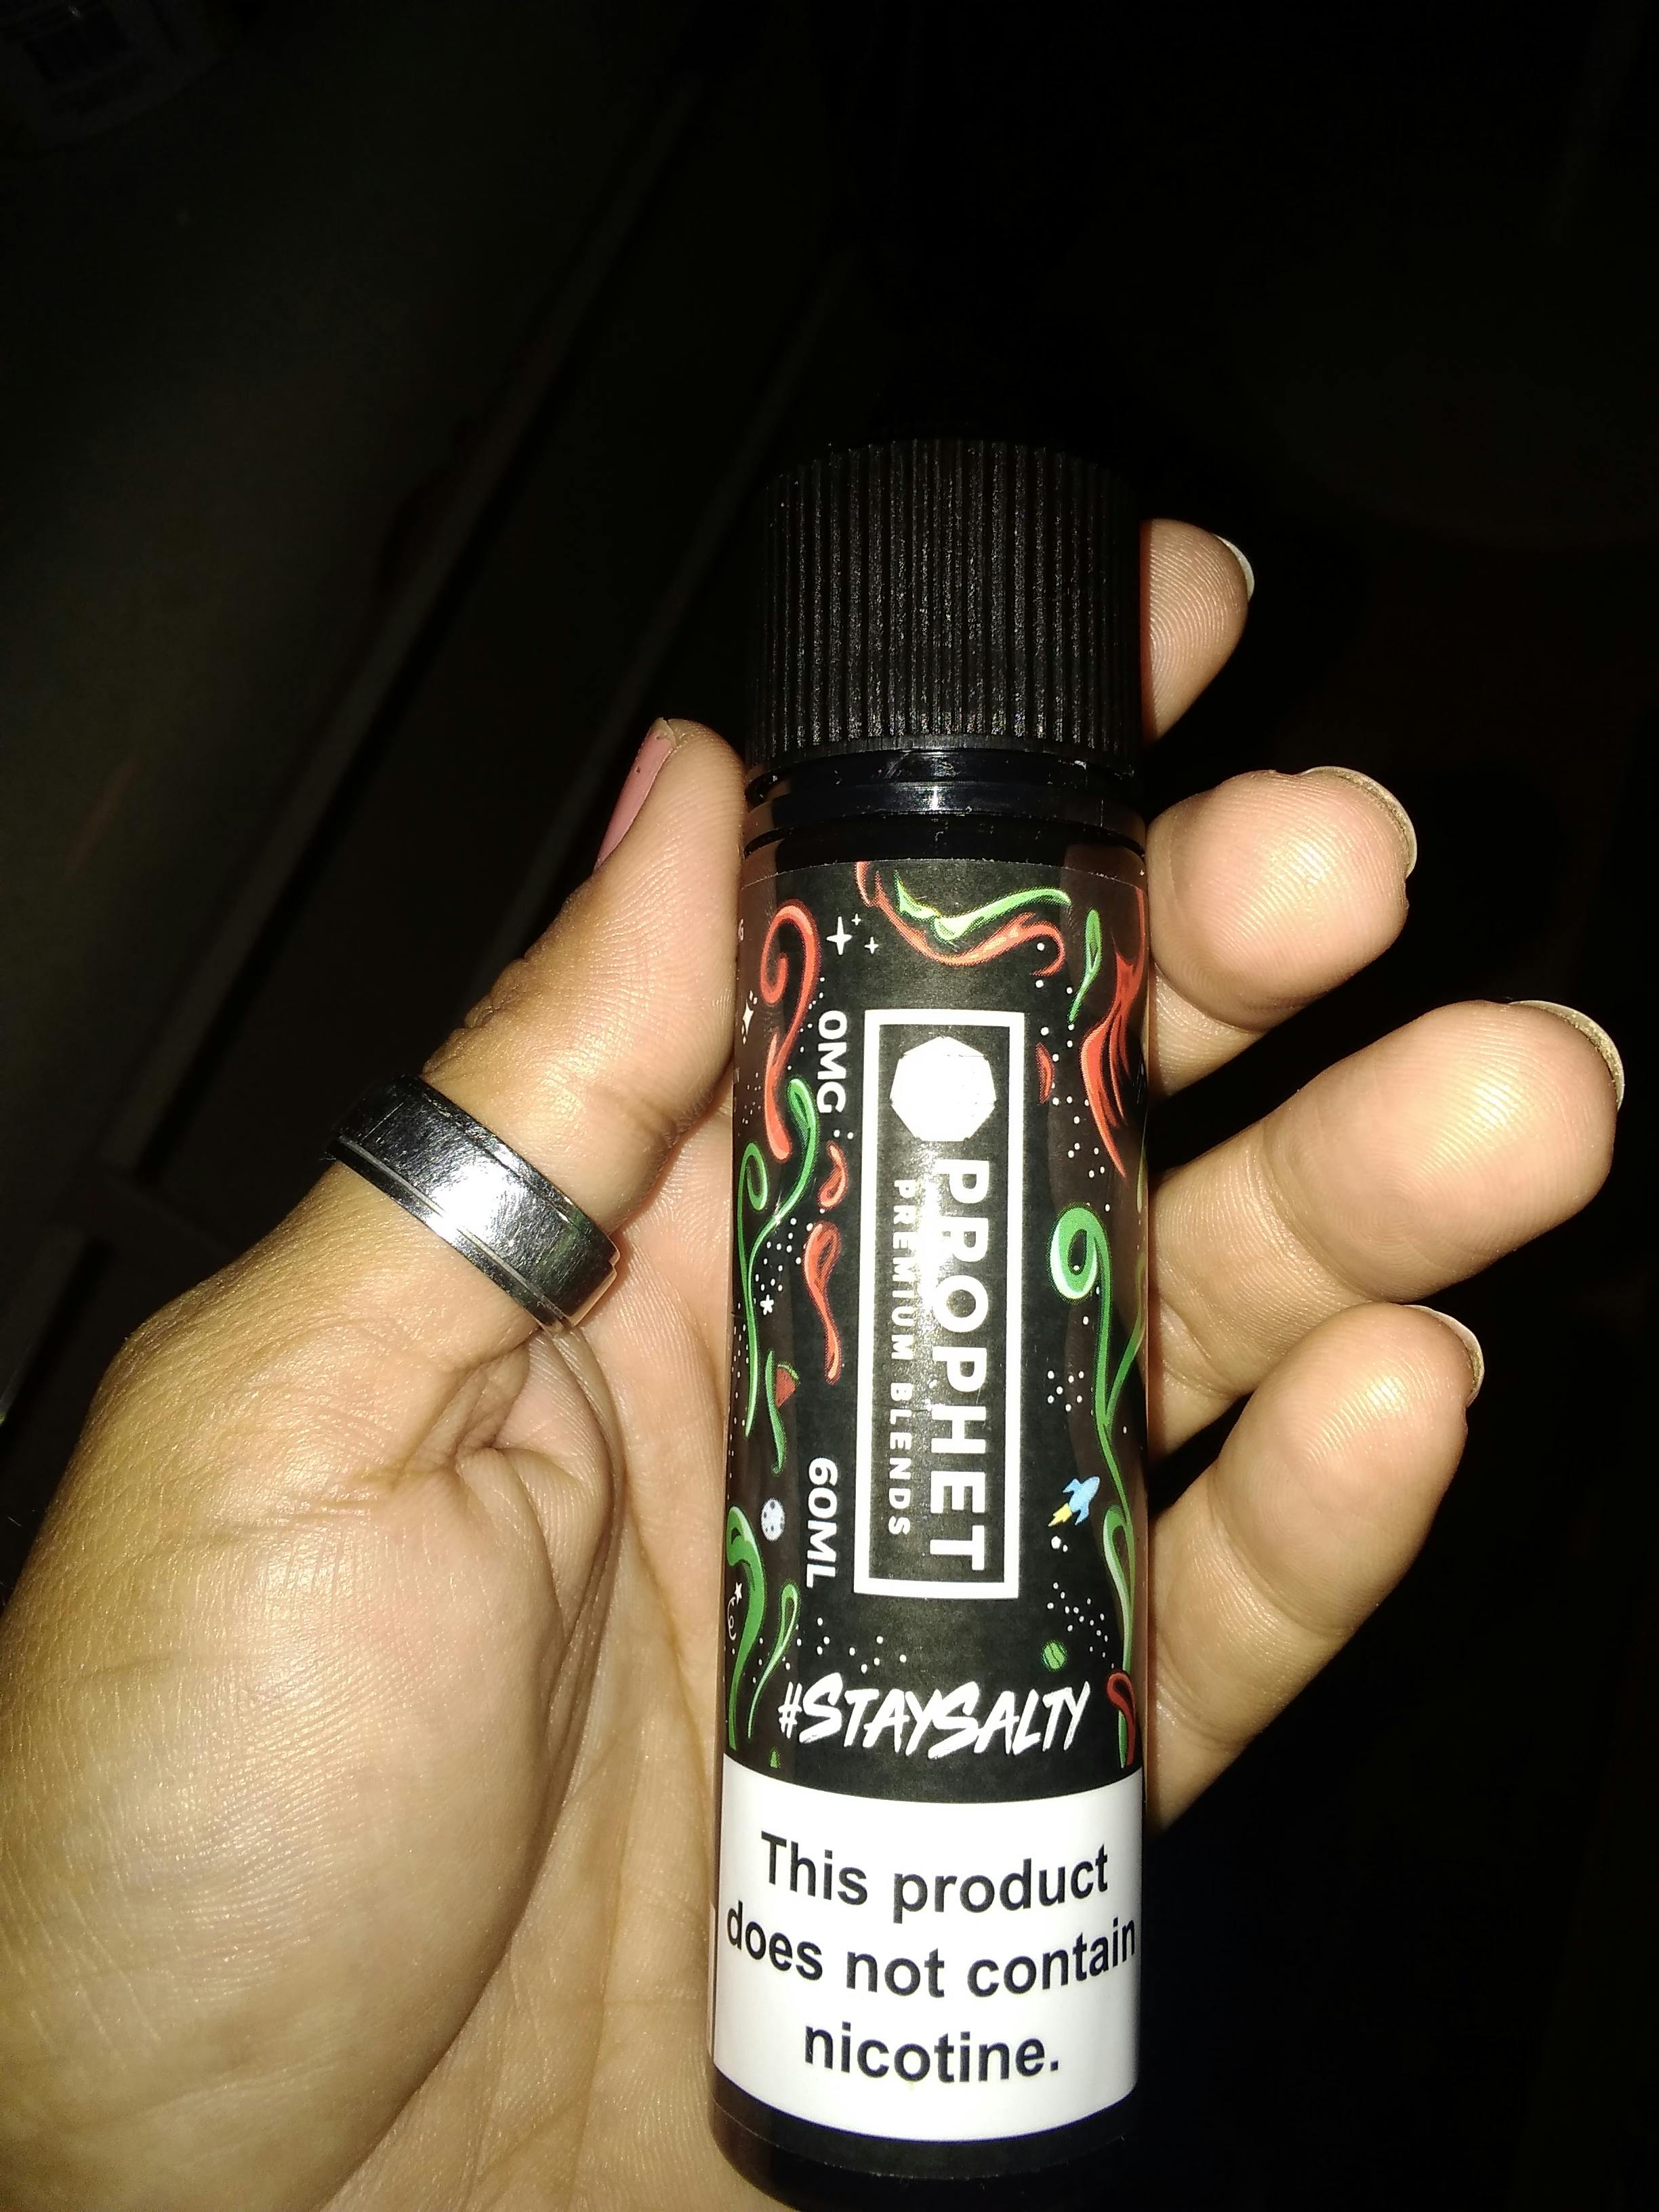 0MG
PROPHET
PREMIUM BLENDS
60ML
#STAYSALTY
This product
does not contain
nicotine.